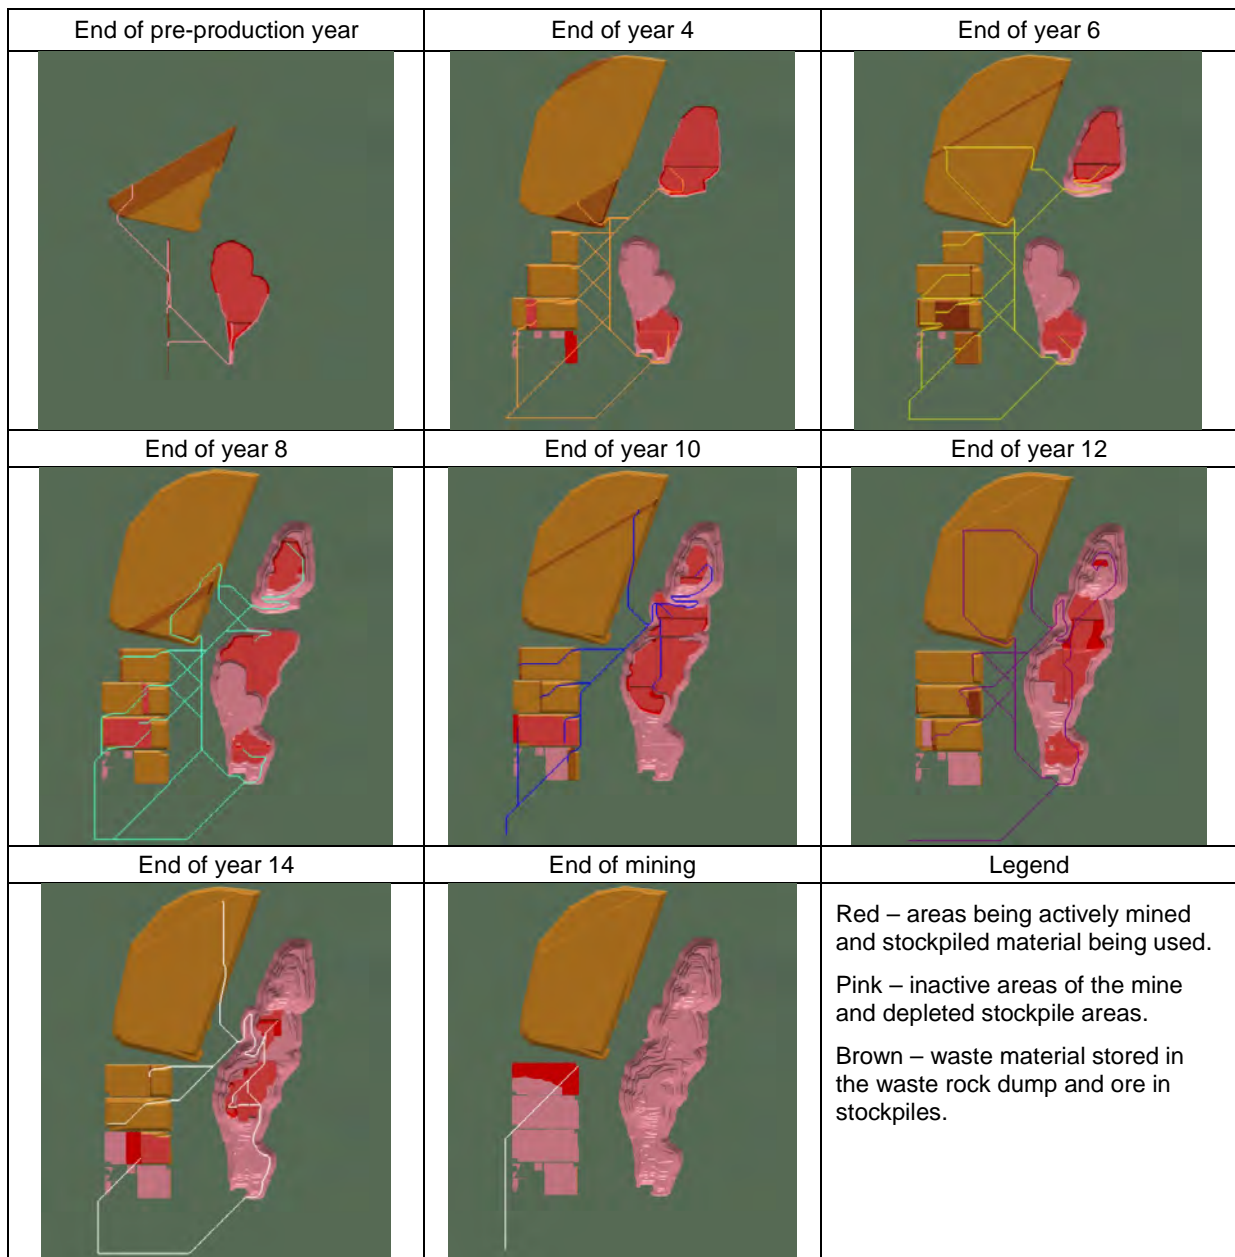 End of pre-production year
End of year 4
End of year 6
End of year 8
End of year 10
End of year 12
End of year 14
End of mining
Legend
Red – areas being actively mined
and stockpiled material being used.
Pink – inactive areas of the mine
and depleted stockpile areas.
Brown – waste material stored in
the waste rock dump and ore in
stockpiles.